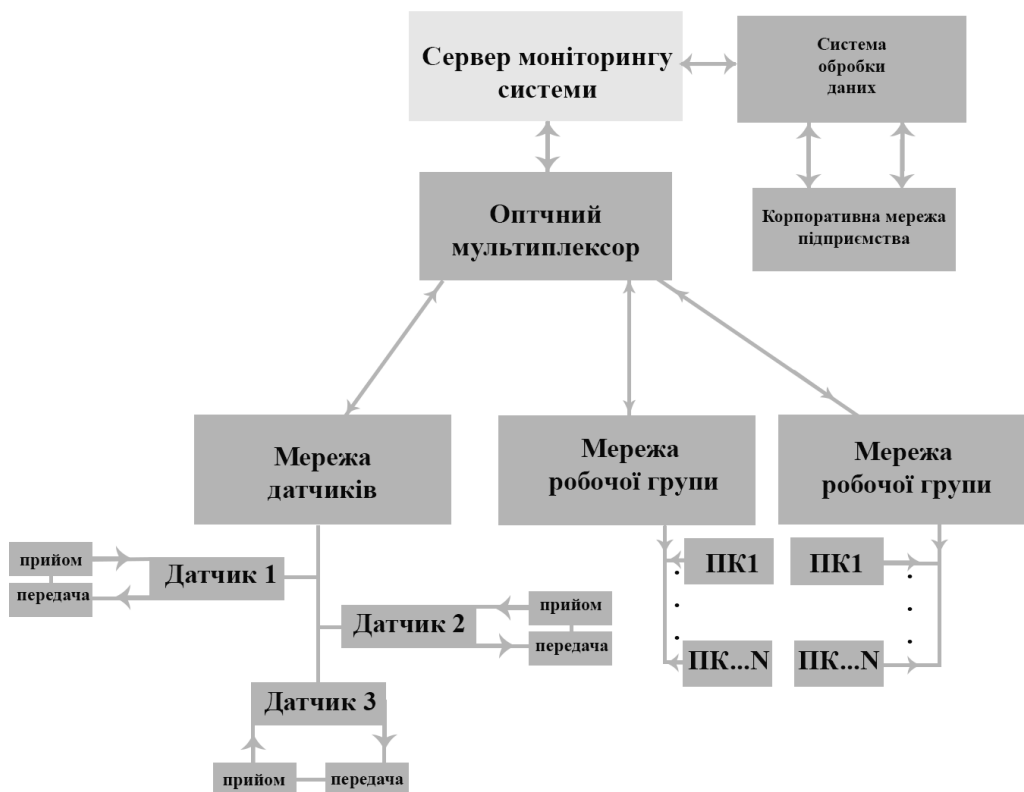 Сервер моніторингу
системи
Система
обробки
даних
Оптчний
мультиплексор
Корпоративна мережа
підприємства
Мережа
датчиків
Мережа
робочої групи
Мережа
робочої групи
прийом
передача
Датчик 1
Датчик 2
прийом
передача
Датчик 3
прийом
передача
ПК1
ПК...N
ПК1
ПК...N